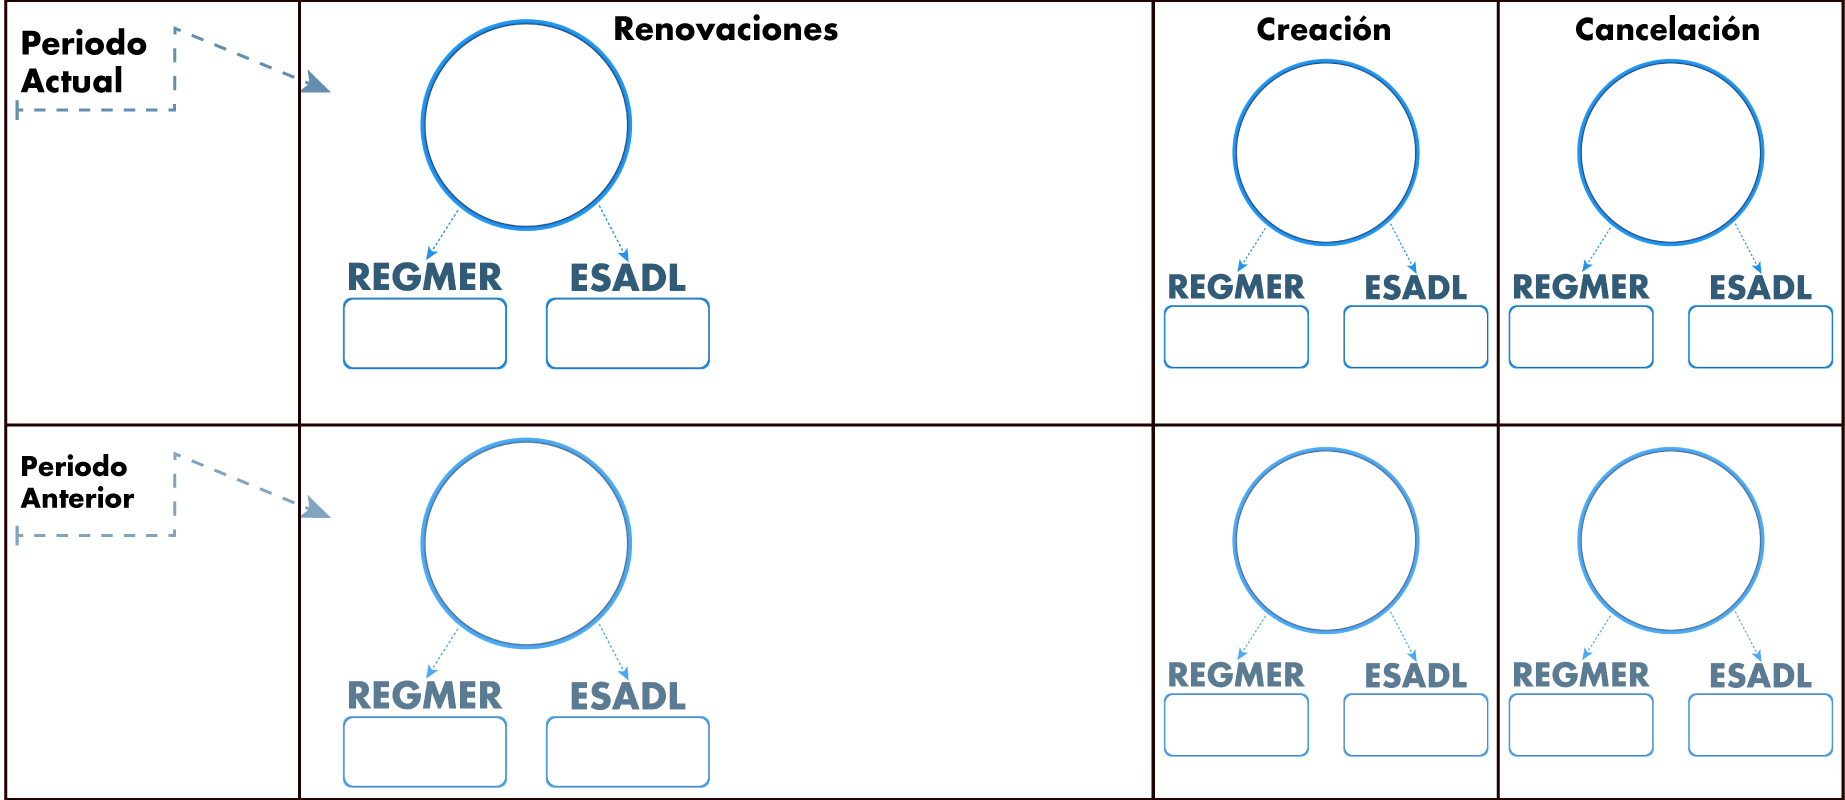 Periodo
Actual
Renovaciones
Creación
Cancelación
REGMER
ESADL
REGMER
ESADL
REGMER
ESADL
Periodo
Anterior
REGMER
ESADL
REGMER
ESADL
REGMER
ESADL